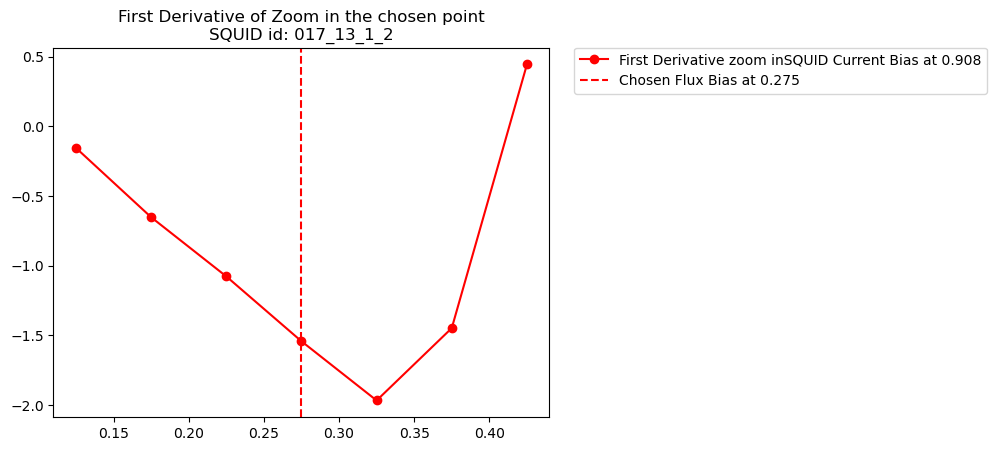 First Derivative of Zoom in the chosen point
SQUID id: 017_13_1_2
First Derivative zoom inSQUID Current Bias at 0.908
Chosen Flux Bias at 0.275
0.5
0.0
−0.5
−1.0
−1.5
−2.0
0.15 0.20 0.25 0.30 0.35 0.40